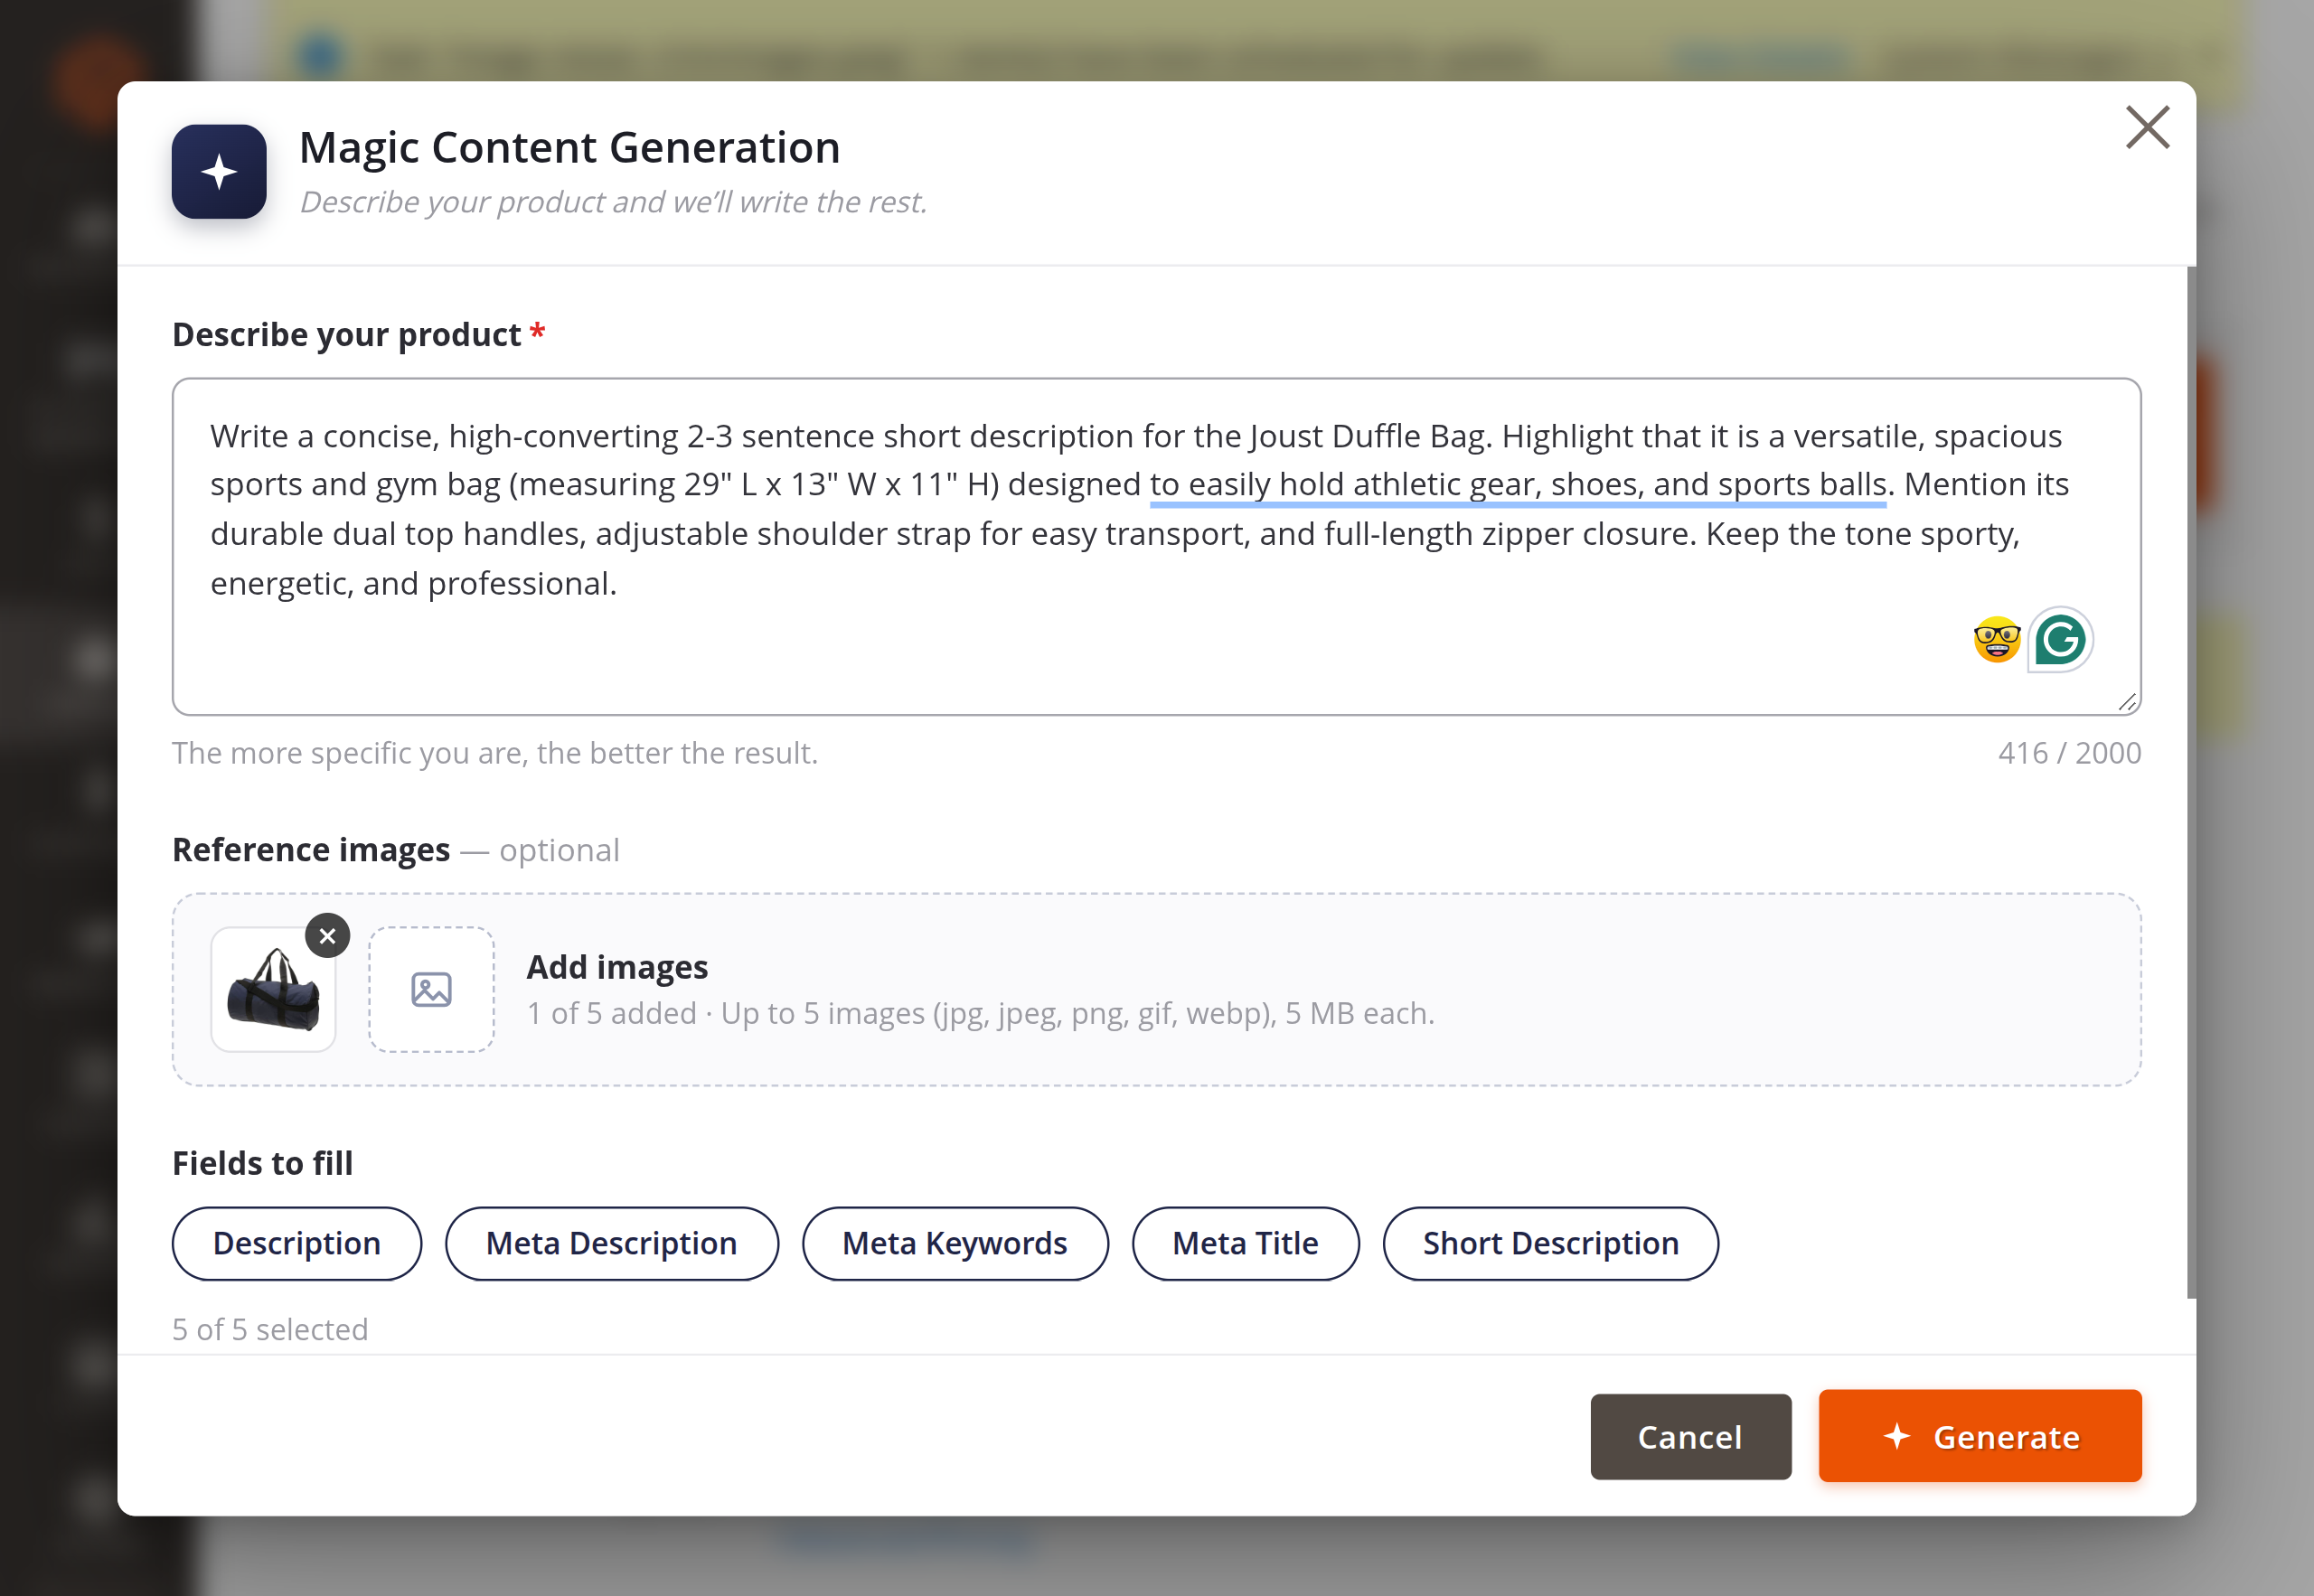 Magic Content Generation
Describe your product and we’ll write the rest.
Describe your product *
Write a concise, high-converting 2-3 sentence short description for the Joust Duffle Bag. Highlight that it is a versatile, spacious
sports and gym bag (measuring 29" L x 13" W x 11" H) designed to easily hold athletic gear, shoes, and sports balls. Mention its
durable dual top handles, adjustable shoulder strap for easy transport, and full-length zipper closure. Keep the tone sporty,
energetic, and professional.
The more specific you are, the better the result.
416 / 2000
Reference images — optional
Add images
1 of 5 added · Up to 5 images (jpg, jpeg, png, gif, webp), 5 MB each.
Fields to fill
Description
Meta Description
Meta Keywords
Meta Title
Short Description
5 of 5 selected
Cancel
Generate